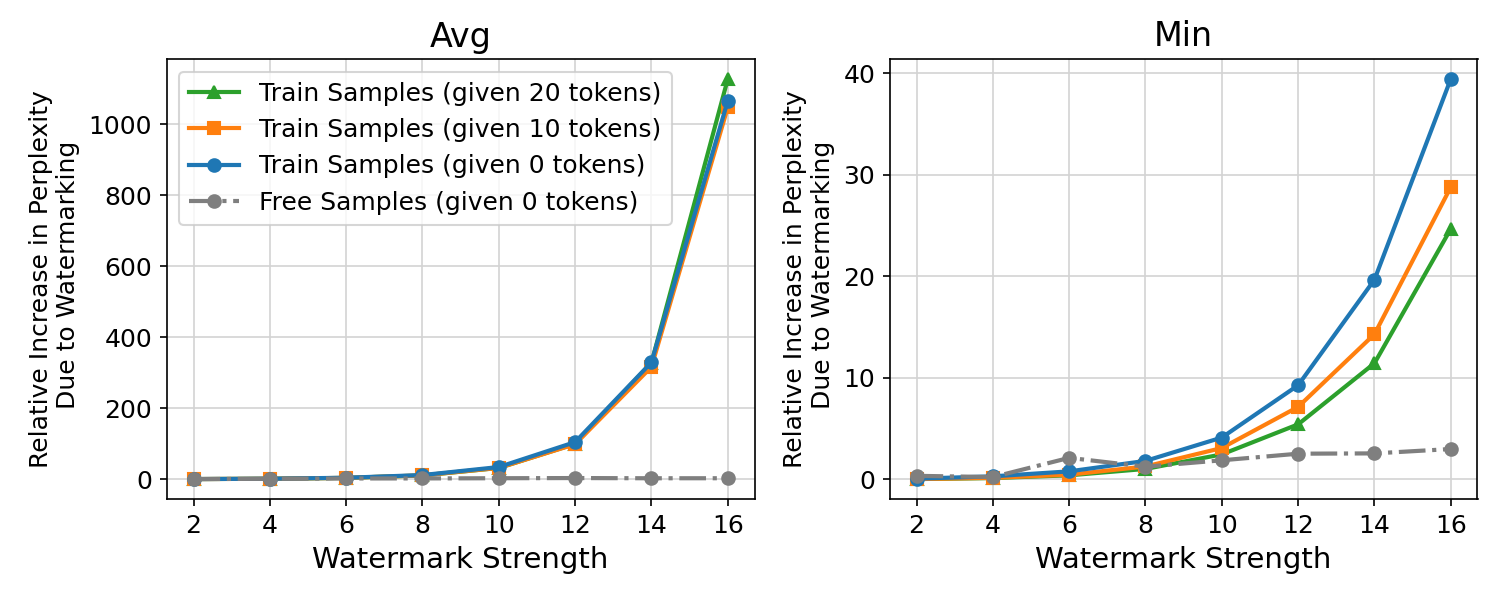 Avg
Relative Increase in Perplexity
Due to Watermarking
1000
800
600
400
200
0
Train Samples (given 20 tokens)
Train Samples (given 10 tokens)
Train Samples (given 0 tokens)
Free Samples (given 0 tokens)
2 4 6 8 10 12 14 16
Watermark Strength
Min
Relative Increase in Perplexity
Due to Watermarking
40
30
20
10
0
2 4 6 8 10 12 14 16
Watermark Strength